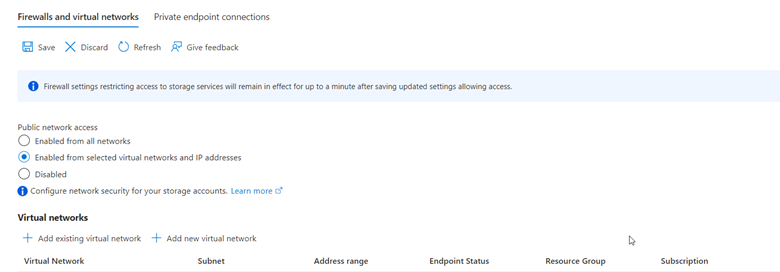 Firewalls and virtual networks Private endpoint connections
Save Discard Refresh Give feedback
Firewall settings restricting access to storage services will remain in effect for up to a minute after saving updated settings allowing access.
Public network access
Enabled from all networks
Enabled from selected virtual networks and IP addresses
Disabled
Configure network security for your storage accounts. Learn more
Virtual networks
+ Add existing virtual network + Add new virtual network
Virtual Network Subnet Address range Endpoint Status Resource Group Subscription